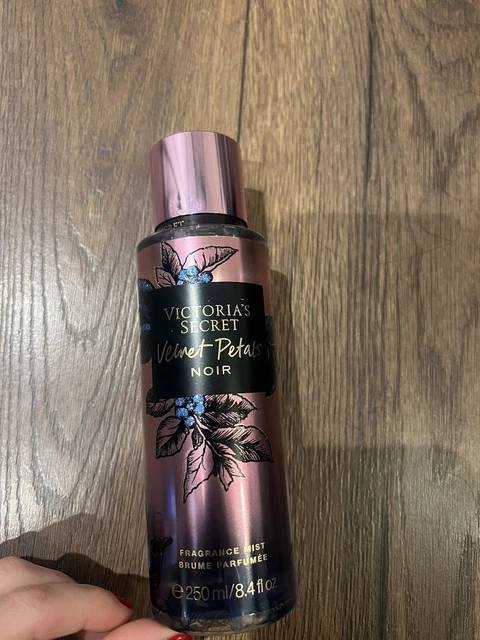 VICTORIA'S
SECRET
Velvet Petals
NOIR
FRAGRANCE MIST
BRUME PARFUMÉE
℮ 250 ml/8.4 fl oz